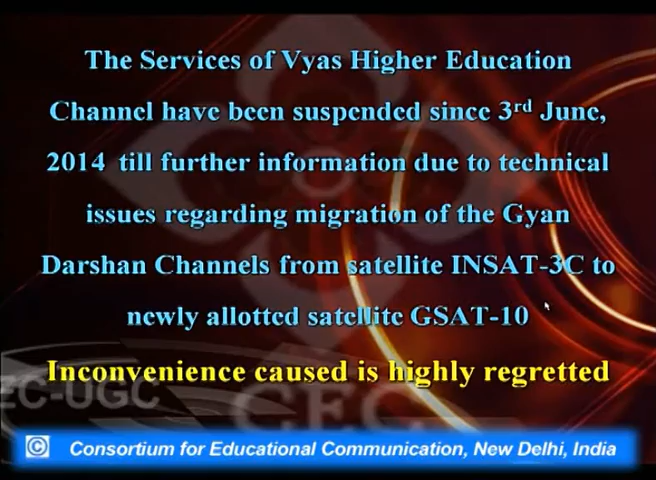 The Services of Vyas Higher Education
Channel have been suspended since 3rd June,
2014 till further information due to technical
issues regarding migration of the Gyan
Darshan Channels from satellite INSAT-3C to
newly allotted satellite GSAT-10
Inconvenience caused is highly regretted
C-UGC
CEC
© Consortium for Educational Communication, New Delhi, India